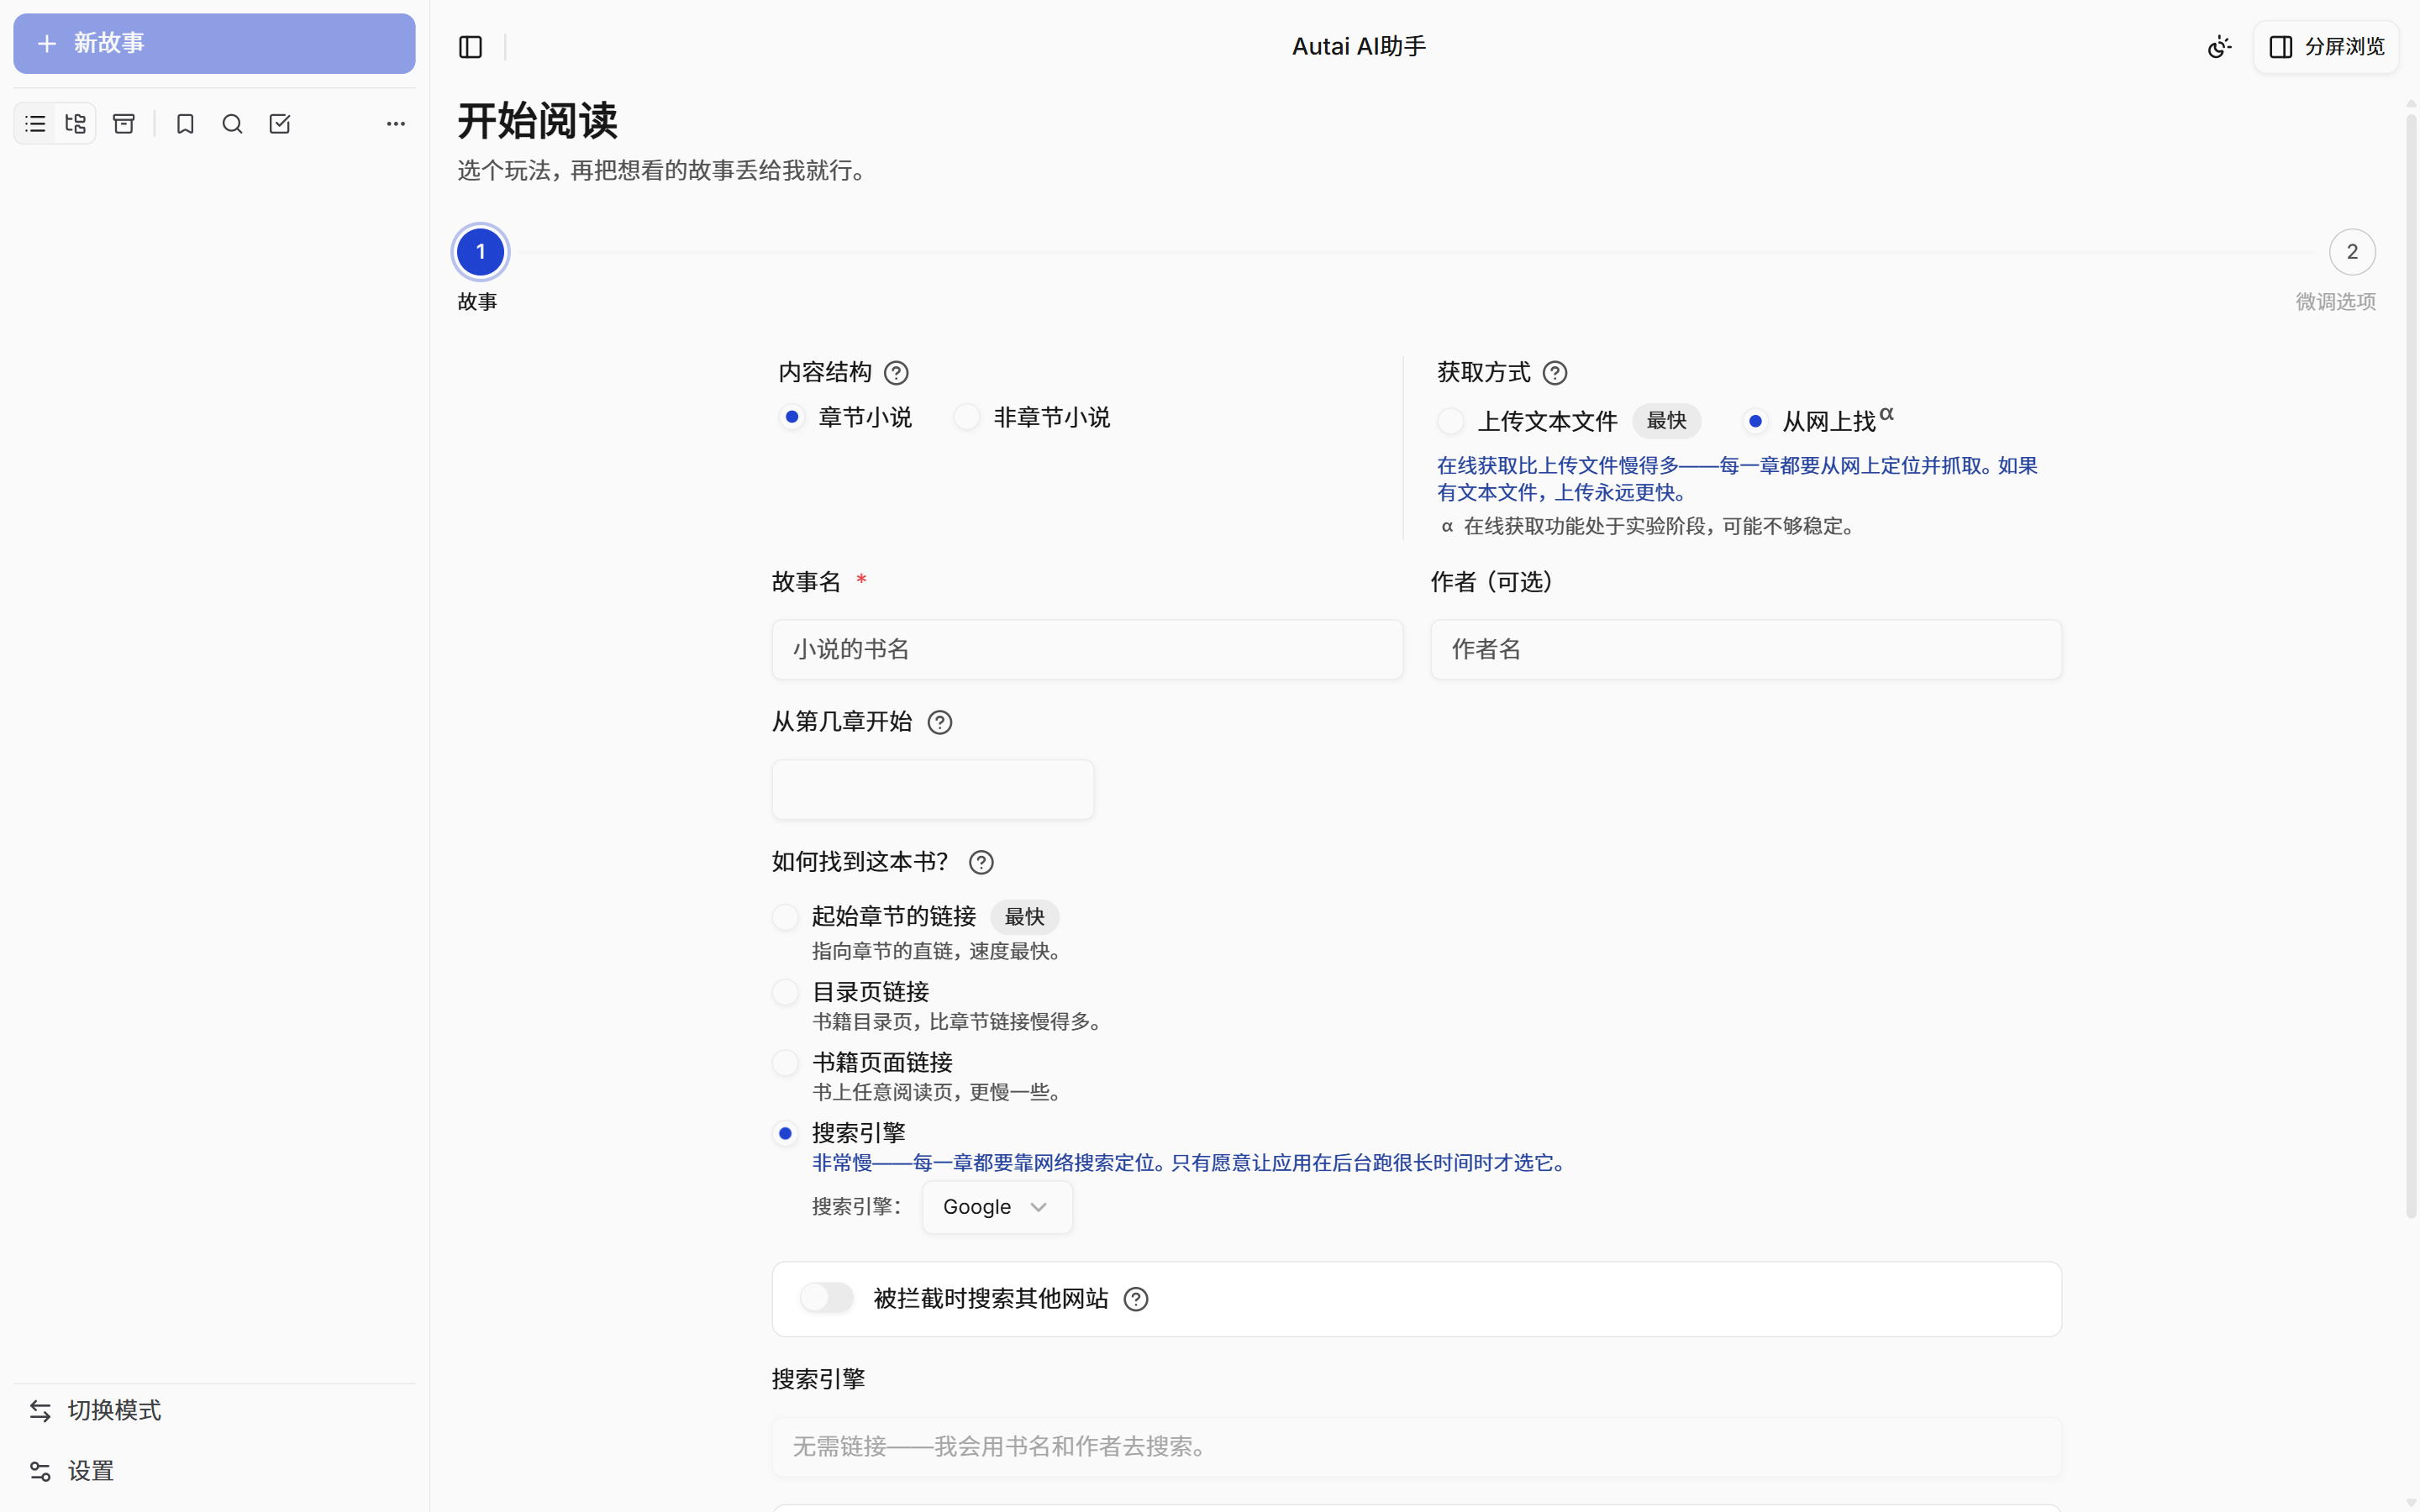 新故事
Autai AI助手
分屏浏览
开始阅读
选个玩法，再把想看的故事丢给我就行。
1
故事
2
微调选项
内容结构
章节小说
非章节小说
获取方式
上传文本文件
最快
从网上找α
在线获取比上传文件慢得多——每一章都要从网上定位并抓取。如果
有文本文件，上传永远更快。
α 在线获取功能处于实验阶段，可能不够稳定。
故事名 *
小说的书名
作者（可选）
作者名
从第几章开始
如何找到这本书？
起始章节的链接
最快
指向章节的直链，速度最快。
目录页链接
书籍目录页，比章节链接慢得多。
书籍页面链接
书上任意阅读页，更慢一些。
搜索引擎
非常慢——每一章都要靠网络搜索定位。只有愿意让应用在后台跑很长时间时才选它。
搜索引擎：
Google
被拦截时搜索其他网站
搜索引擎
无需链接——我会用书名和作者去搜索。
切换模式
设置